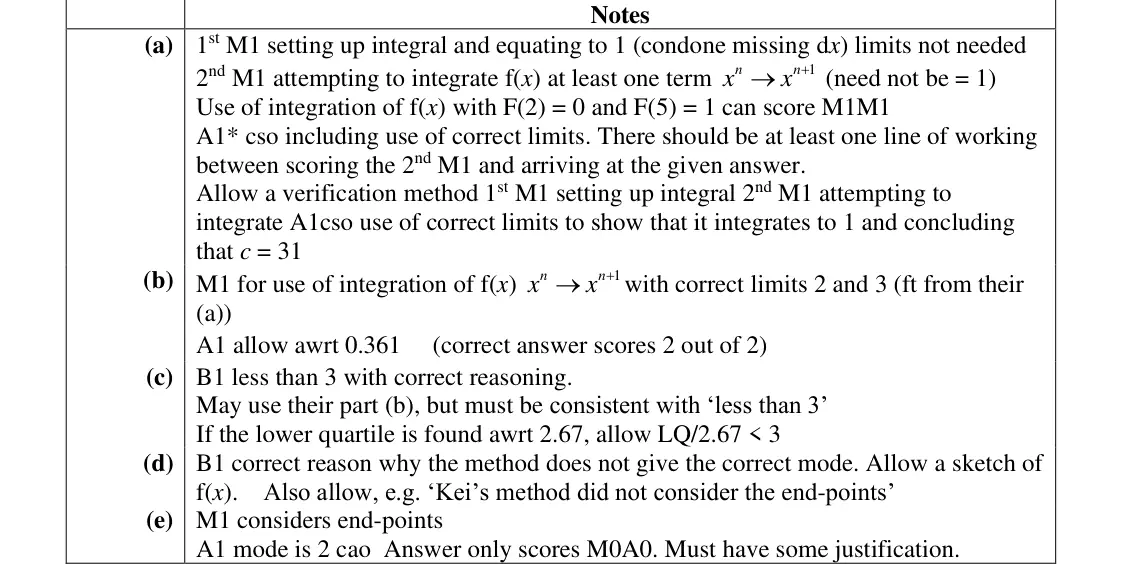 Notes
(a) 1st M1 setting up integral and equating to 1 (condone missing dx) limits not needed
2nd M1 attempting to integrate f(x) at least one term xⁿ → xⁿ⁺¹ (need not be = 1)
Use of integration of f(x) with F(2) = 0 and F(5) = 1 can score M1M1
A1* cso including use of correct limits. There should be at least one line of working
between scoring the 2nd M1 and arriving at the given answer.
Allow a verification method 1st M1 setting up integral 2nd M1 attempting to
integrate A1cso use of correct limits to show that it integrates to 1 and concluding
that c = 31
(b) M1 for use of integration of f(x) xⁿ → xⁿ⁺¹ with correct limits 2 and 3 (ft from their
(a))
A1 allow awrt 0.361 (correct answer scores 2 out of 2)
(c) B1 less than 3 with correct reasoning.
May use their part (b), but must be consistent with ‘less than 3’
If the lower quartile is found awrt 2.67, allow LQ/2.67 < 3
(d) B1 correct reason why the method does not give the correct mode. Allow a sketch of
f(x). Also allow, e.g. ‘Kei’s method did not consider the end-points’
(e) M1 considers end-points
A1 mode is 2 cao Answer only scores M0A0. Must have some justification.